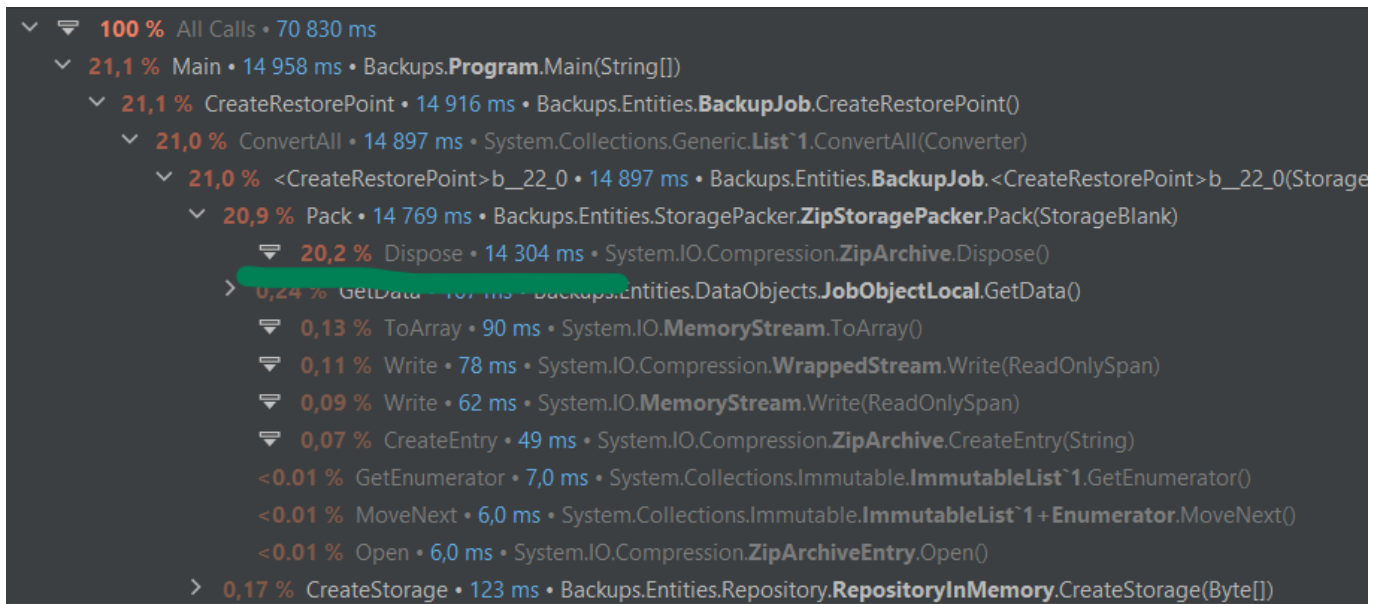 100 % All Calls • 70 830 ms
21,1 % Main • 14 958 ms • Backups.Program.Main(String[])
21,1 % CreateRestorePoint • 14 916 ms • Backups.Entities.BackupJob.CreateRestorePoint()
21,0 % ConvertAll • 14 897 ms • System.Collections.Generic.List`1.ConvertAll(Converter)
21,0 % <CreateRestorePoint>b__22_0 • 14 897 ms • Backups.Entities.BackupJob.<CreateRestorePoint>b__22_0(Storage
20,9 % Pack • 14 769 ms • Backups.Entities.StoragePacker.ZipStoragePacker.Pack(StorageBlank)
20,2 % Dispose • 14 304 ms • System.IO.Compression.ZipArchive.Dispose()
0,24 % GetData • 167 ms • Backups.Entities.DataObjects.JobObjectLocal.GetData()
0,13 % ToArray • 90 ms • System.IO.MemoryStream.ToArray()
0,11 % Write • 78 ms • System.IO.Compression.WrappedStream.Write(ReadOnlySpan)
0,09 % Write • 62 ms • System.IO.MemoryStream.Write(ReadOnlySpan)
0,07 % CreateEntry • 49 ms • System.IO.Compression.ZipArchive.CreateEntry(String)
<0.01 % GetEnumerator • 7,0 ms • System.Collections.Immutable.ImmutableList`1.GetEnumerator()
<0.01 % MoveNext • 6,0 ms • System.Collections.Immutable.ImmutableList`1+Enumerator.MoveNext()
<0.01 % Open • 6,0 ms • System.IO.Compression.ZipArchiveEntry.Open()
0,17 % CreateStorage • 123 ms • Backups.Entities.Repository.RepositoryInMemory.CreateStorage(Byte[])